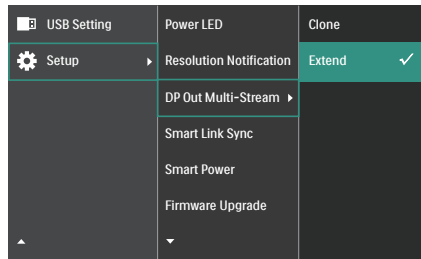 USB Setting
Setup
Power LED
Resolution Notification
DP Out Multi-Stream
Smart Link Sync
Smart Power
Firmware Upgrade
Clone
Extend